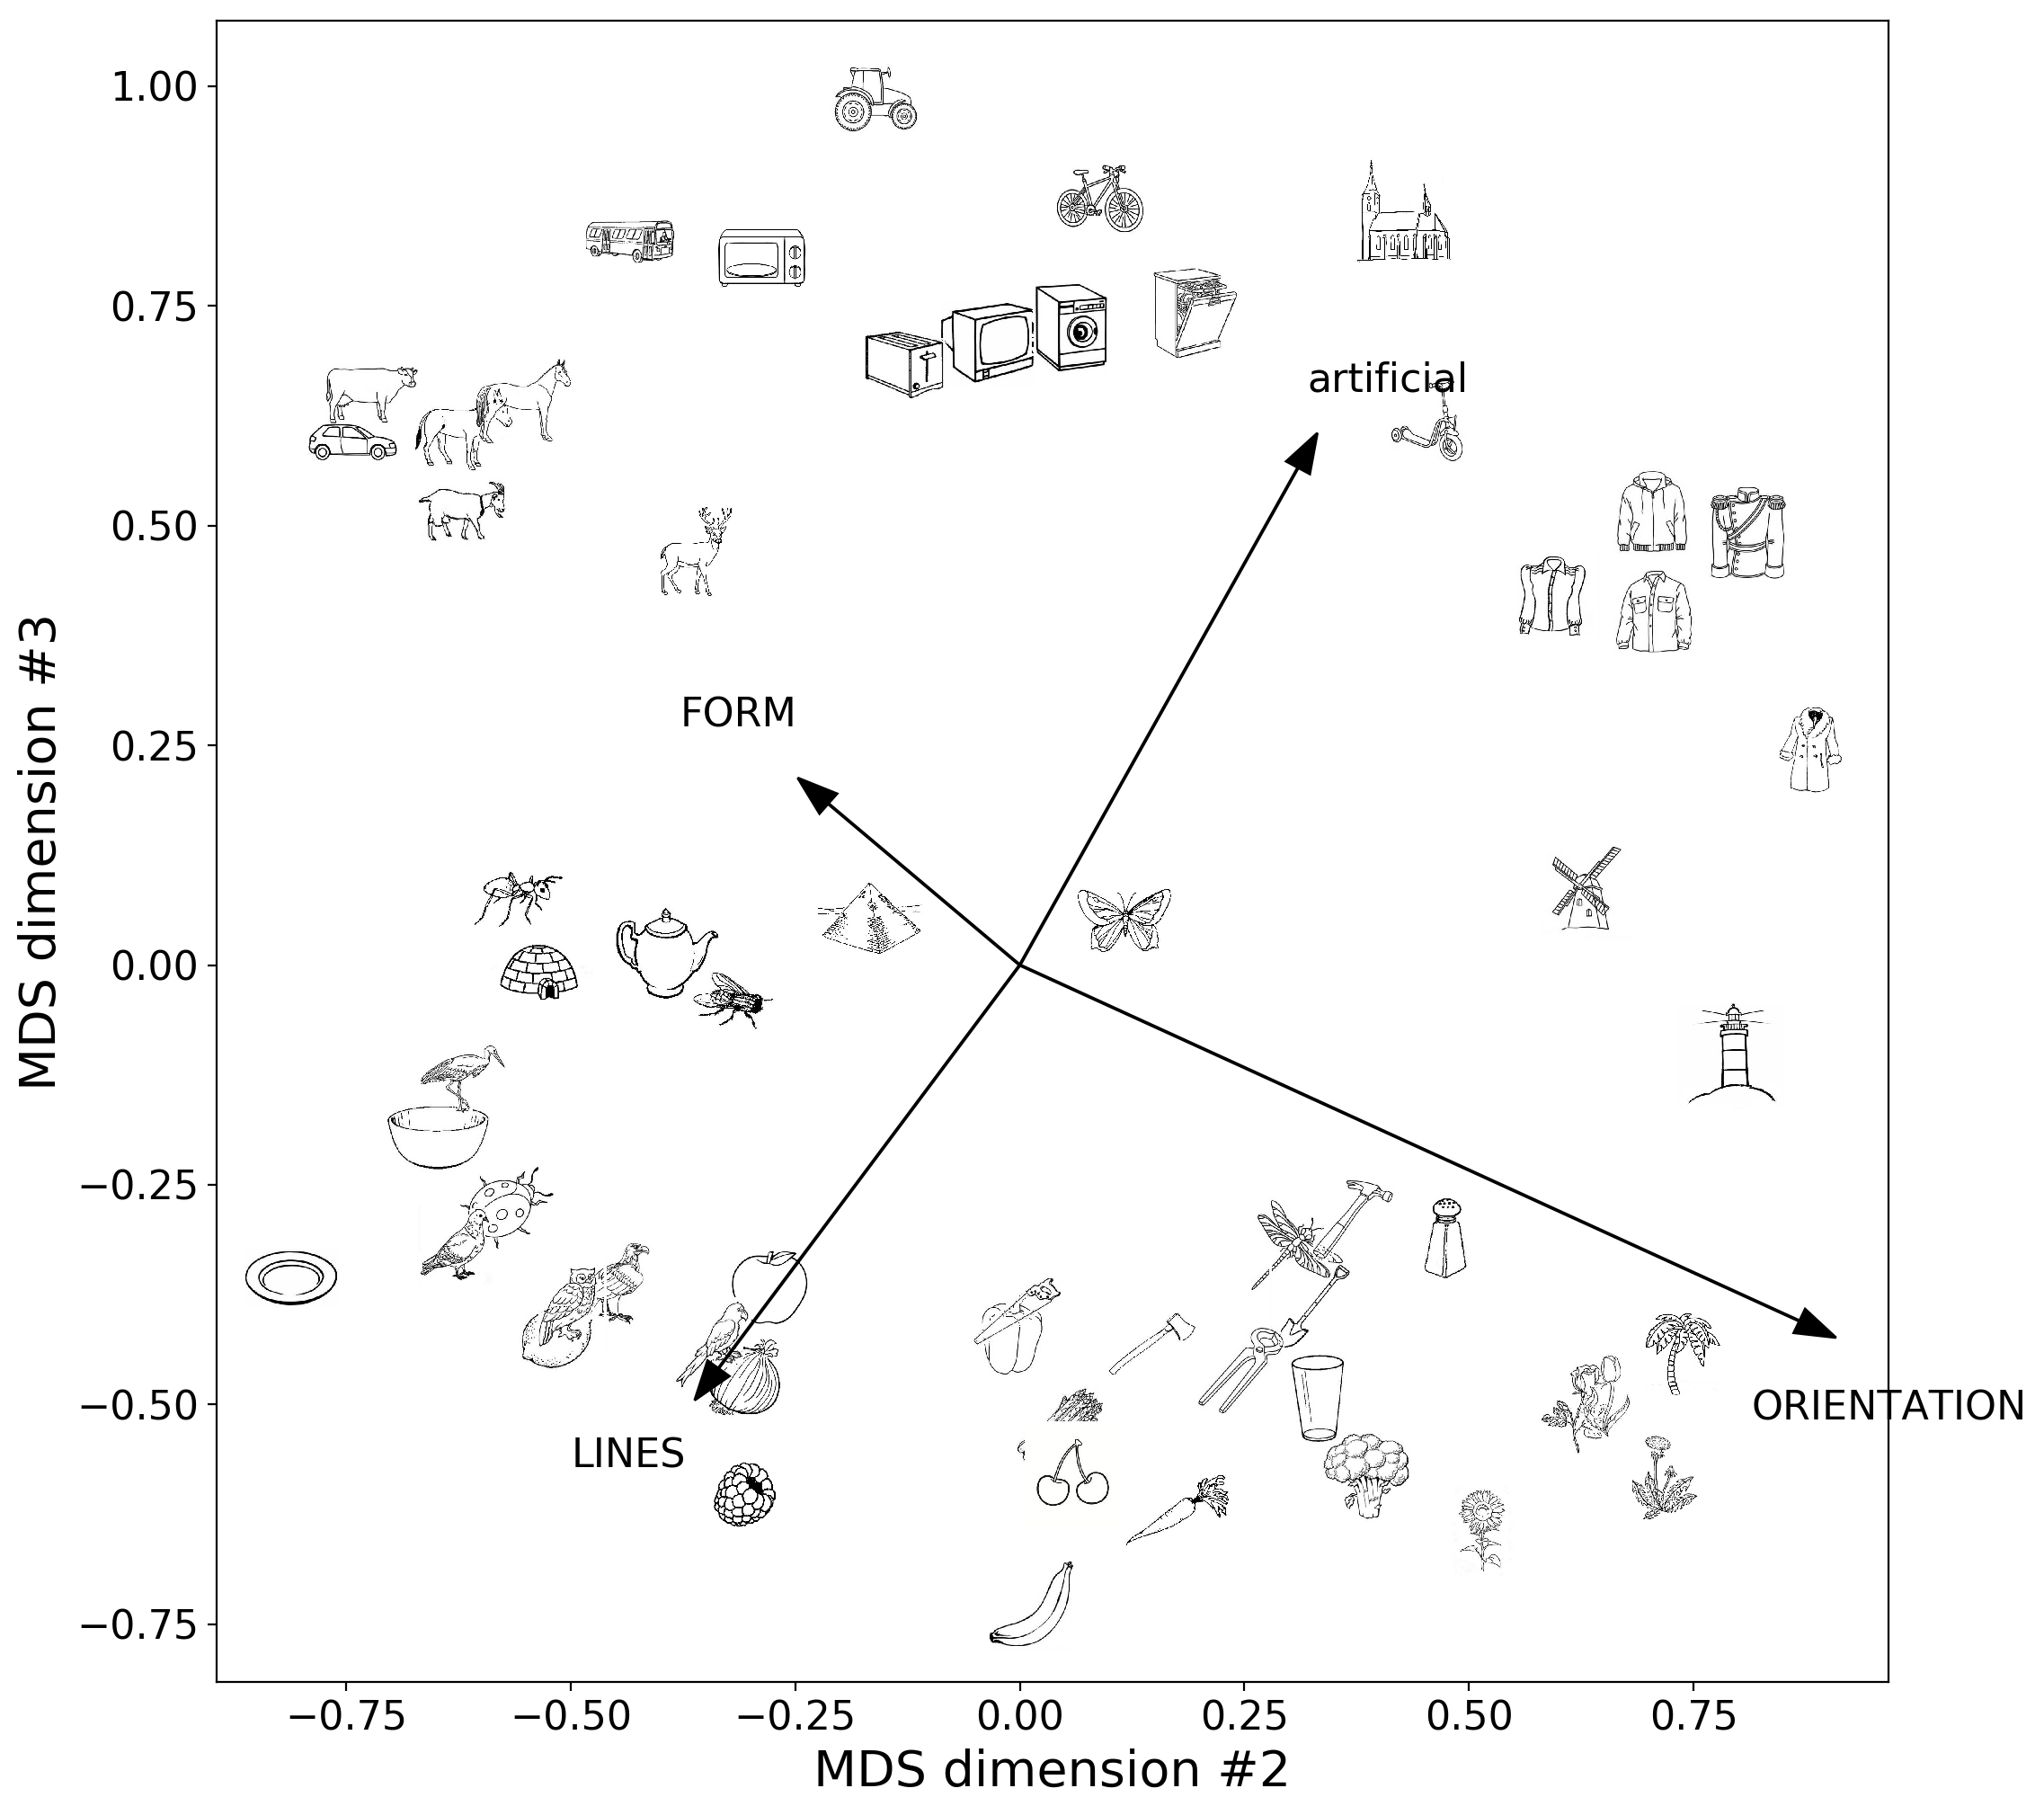 1.00
0.75
0.50
0.25
0.00
−0.25
−0.50
−0.75
MDS dimension #3
artificial
FORM
LINES
ORIENTATION
−0.75 −0.50 −0.25 0.00 0.25 0.50 0.75
MDS dimension #2